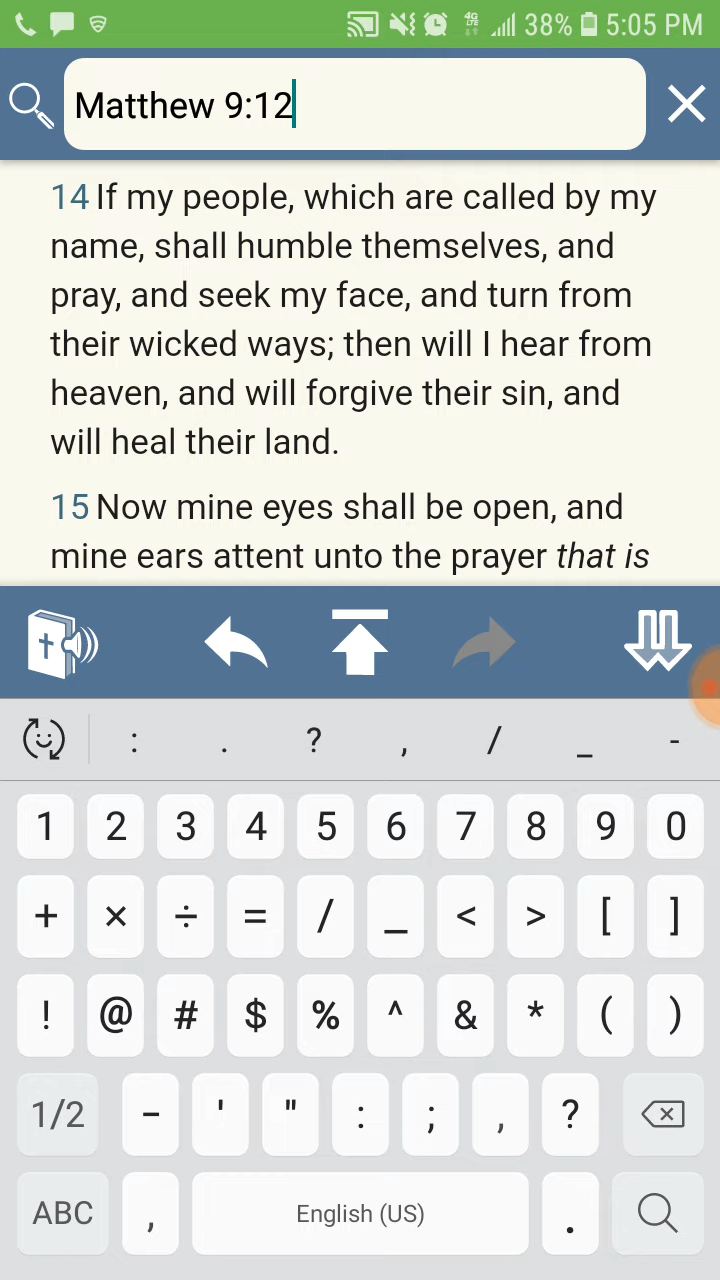 4G LTE 38% 5:05 PM
Matthew 9:12
14 If my people, which are called by my
name, shall humble themselves, and
pray, and seek my face, and turn from
their wicked ways; then will I hear from
heaven, and will forgive their sin, and
will heal their land.
15 Now mine eyes shall be open, and
mine ears attent unto the prayer that is
: . ? , / _ -
1 2 3 4 5 6 7 8 9 0
+ × ÷ = / _ < > [ ]
! @ # $ % ^ & * ( )
1/2 - ' " : ; , ?
ABC , English (US) .